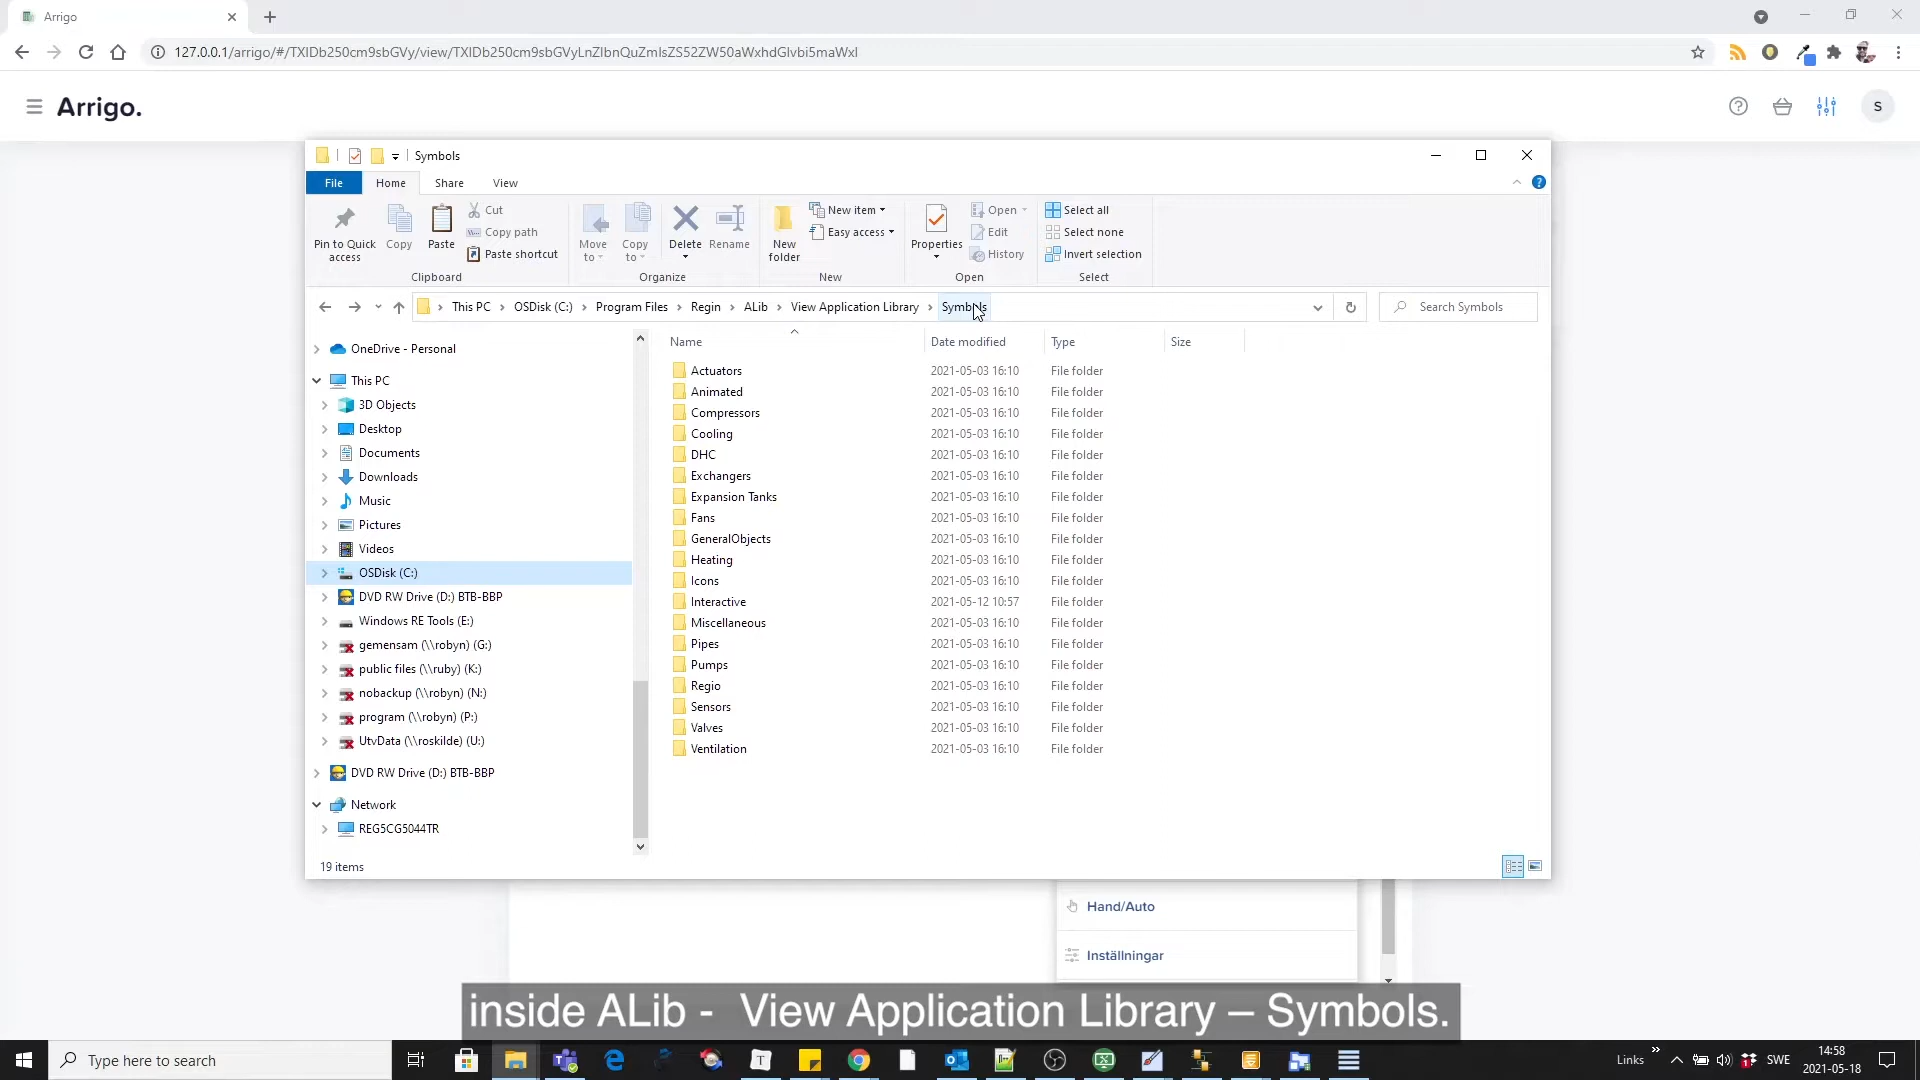 Arrigo
127.0.0.1/arrigo/#/TXIDb250cm9sbGVy/view/TXIDb250cm9sbGVyLnZlbnQuZmlsZS52ZW50aWxhdGlvbi5maWxl
Arrigo.
S
Symbols
File Home Share View
Pin to Quick access
Copy
Paste
Cut
Copy path
Paste shortcut
Clipboard
Move to
Copy to
Delete
Rename
Organize
New folder
New item
Easy access
New
Properties
Open
Edit
History
Open
Select all
Select none
Invert selection
Select
This PC > OSDisk (C:) > Program Files > Regin > ALib > View Application Library > Symbols
Search Symbols
OneDrive - Personal
This PC
3D Objects
Desktop
Documents
Downloads
Music
Pictures
Videos
OSDisk (C:)
DVD RW Drive (D:) BTB-BBP
Windows RE Tools (E:)
gemensam (\\robyn) (G:)
public files (\\ruby) (K:)
nobackup (\\robyn) (N:)
program (\\robyn) (P:)
UtvData (\\roskilde) (U:)
DVD RW Drive (D:) BTB-BBP
Network
REG5CG5044TR
Name Date modified Type Size
Actuators 2021-05-03 16:10 File folder
Animated 2021-05-03 16:10 File folder
Compressors 2021-05-03 16:10 File folder
Cooling 2021-05-03 16:10 File folder
DHC 2021-05-03 16:10 File folder
Exchangers 2021-05-03 16:10 File folder
Expansion Tanks 2021-05-03 16:10 File folder
Fans 2021-05-03 16:10 File folder
GeneralObjects 2021-05-03 16:10 File folder
Heating 2021-05-03 16:10 File folder
Icons 2021-05-03 16:10 File folder
Interactive 2021-05-12 10:57 File folder
Miscellaneous 2021-05-03 16:10 File folder
Pipes 2021-05-03 16:10 File folder
Pumps 2021-05-03 16:10 File folder
Regio 2021-05-03 16:10 File folder
Sensors 2021-05-03 16:10 File folder
Valves 2021-05-03 16:10 File folder
Ventilation 2021-05-03 16:10 File folder
19 items
Hand/Auto
Inställningar
inside ALib - View Application Library – Symbols.
Type here to search
Links
SWE
14:58
2021-05-18